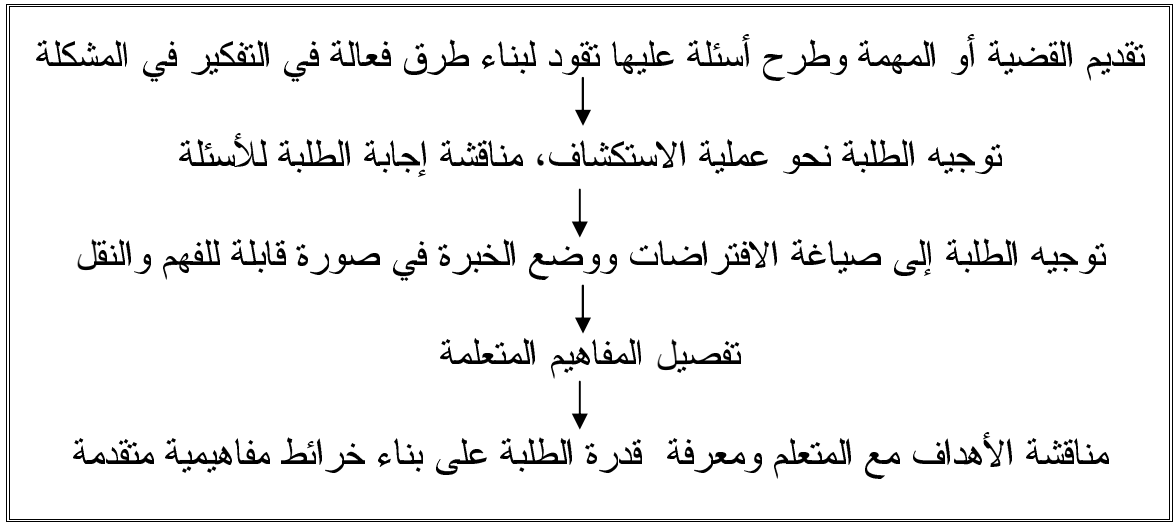 تقديم القضية أو المهمة وطرح أسئلة عليها تقود لبناء طرق فعالة في التفكير في المشكلة
توجيه الطلبة نحو عملية الاستكشاف، مناقشة إجابة الطلبة للأسئلة
توجيه الطلبة إلى صياغة الافتراضات ووضع الخبرة في صورة قابلة للفهم والنقل
تفصيل المفاهيم المتعلمة
مناقشة الأهداف مع المتعلم ومعرفة قدرة الطلبة على بناء خرائط مفاهيمية متقدمة